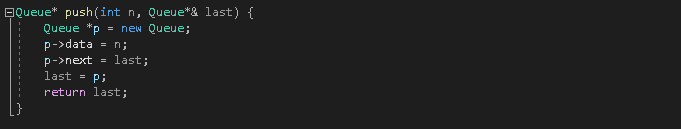 Queue* push(int n, Queue*& last) {
    Queue *p = new Queue;
    p->data = n;
    p->next = last;
    last = p;
    return last;
}